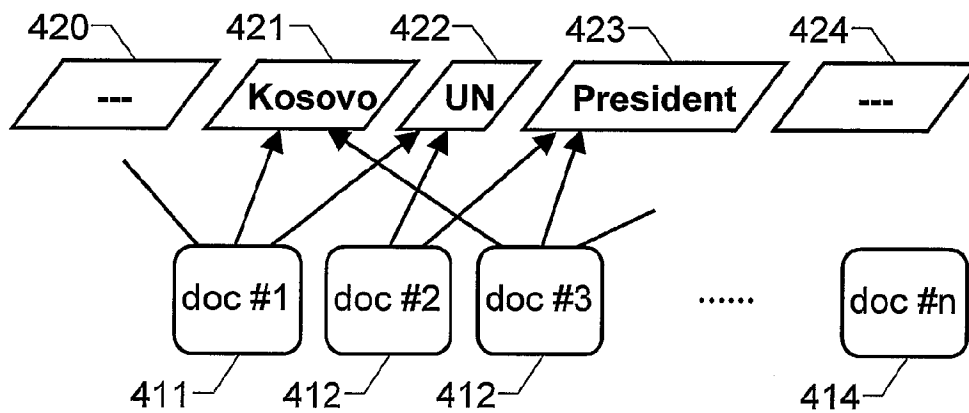 420 421 422 423 424
--- Kosovo UN President ---
doc #1 doc #2 doc #3 ...... doc #n
411 412 412 414